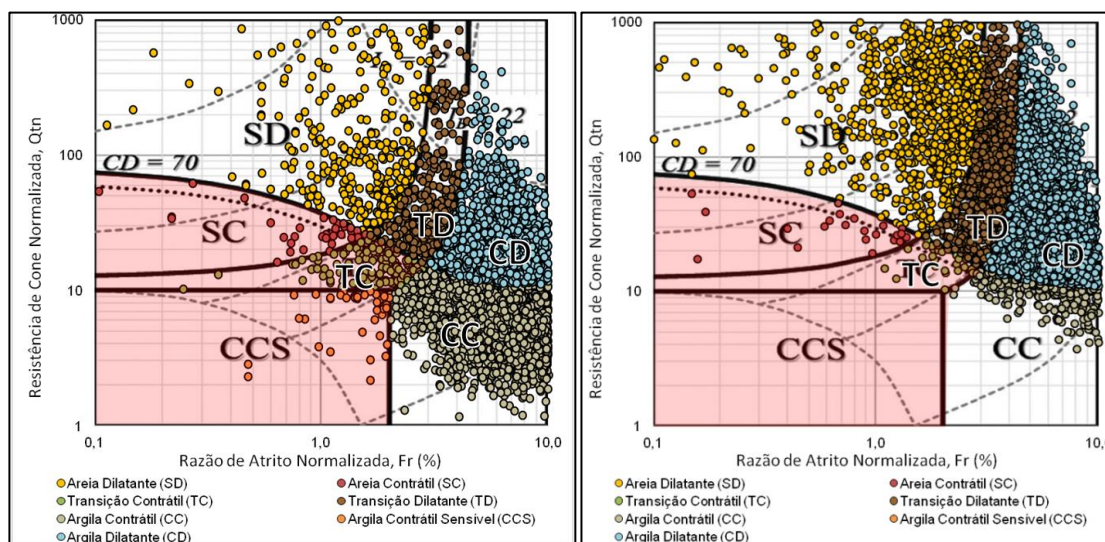 1000
100
10
1
Resistência de Cone Normalizada, Qtn
SD
CD = 70
SC
TD
CD
TC
CC
CCS
0,1
1,0
10,0
Razão de Atrito Normalizada, Fr (%)
Areia Dilatante (SD)
Areia Contrátil (SC)
Transição Contrátil (TC)
Transição Dilatante (TD)
Argila Contrátil (CC)
Argila Contrátil Sensível (CCS)
Argila Dilatante (CD)
1000
100
10
1
Resistência de Cone Normalizada, Qtn
SD
CD = 70
SC
TD
CD
TC
CC
CCS
0,1
1,0
10,0
Razão de Atrito Normalizada, Fr (%)
Areia Dilatante (SD)
Areia Contrátil (SC)
Transição Contrátil (TC)
Transição Dilatante (TD)
Argila Contrátil (CC)
Argila Contrátil Sensível (CCS)
Argila Dilatante (CD)